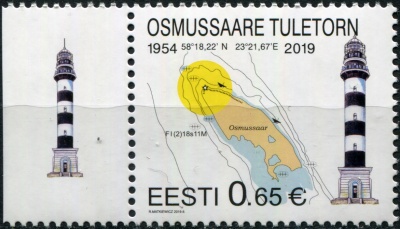 OSMUSSAARE TULETORN
1954 58°18,22' N 23°21,67'E 2019
Osmussaar
Fl(2)18s11M
EESTI 0.65 €